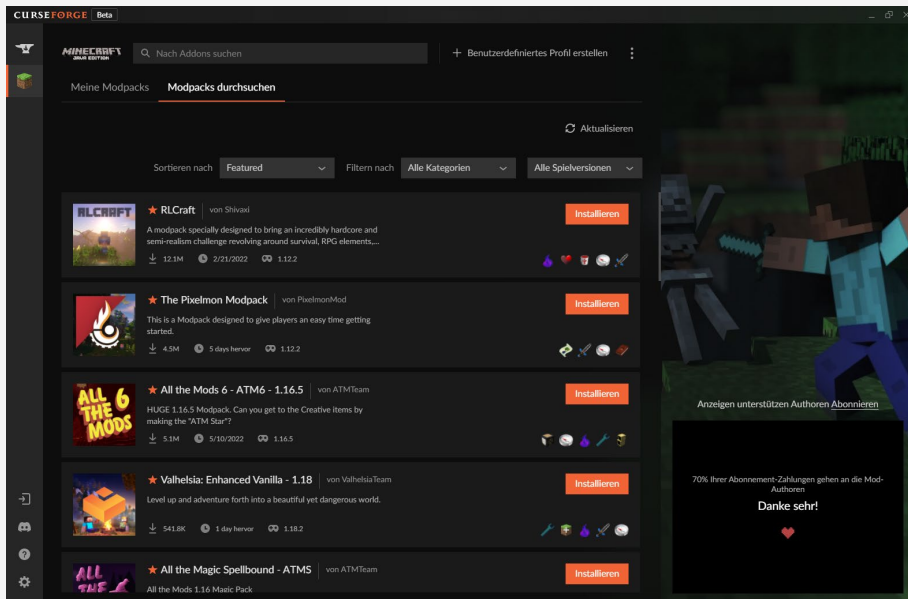 CURSEFORGE Beta
MINECRAFT
JAVA EDITION
Nach Addons suchen
Benutzerdefiniertes Profil erstellen
Meine Modpacks
Modpacks durchsuchen
Aktualisieren
Sortieren nach
Featured
Filtern nach
Alle Kategorien
Alle Spielversionen
RLCRAFT
RLCraft
von Shivaxi
Installieren
A modpack specially designed to bring an incredibly hardcore and
semi-realism challenge revolving around survival, RPG elements,...
12.1M
2/21/2022
1.12.2
The Pixelmon Modpack
von PixelmonMod
Installieren
This is a Modpack designed to give players an easy time getting
started.
4.5M
5 days hervor
1.12.2
ALL 6
THE
MODS
All the Mods 6 - ATM6 - 1.16.5
von ATMTeam
Installieren
HUGE 1.16.5 Modpack. Can you get to the Creative items by
making the "ATM Star"?
5.1M
5/10/2022
1.16.5
Valhelsia: Enhanced Vanilla - 1.18
von ValhelsiaTeam
Installieren
Level up and adventure forth into a beautiful yet dangerous world.
541.8K
1 day hervor
1.18.2
ALL
THE
All the Magic Spellbound - ATMS
von ATMTeam
Installieren
All the Mods 1.16 Magic Pack
Anzeigen unterstützen Authoren Abonnieren
70% Ihrer Abonnement-Zahlungen gehen an die Mod-
Authoren
Danke sehr!